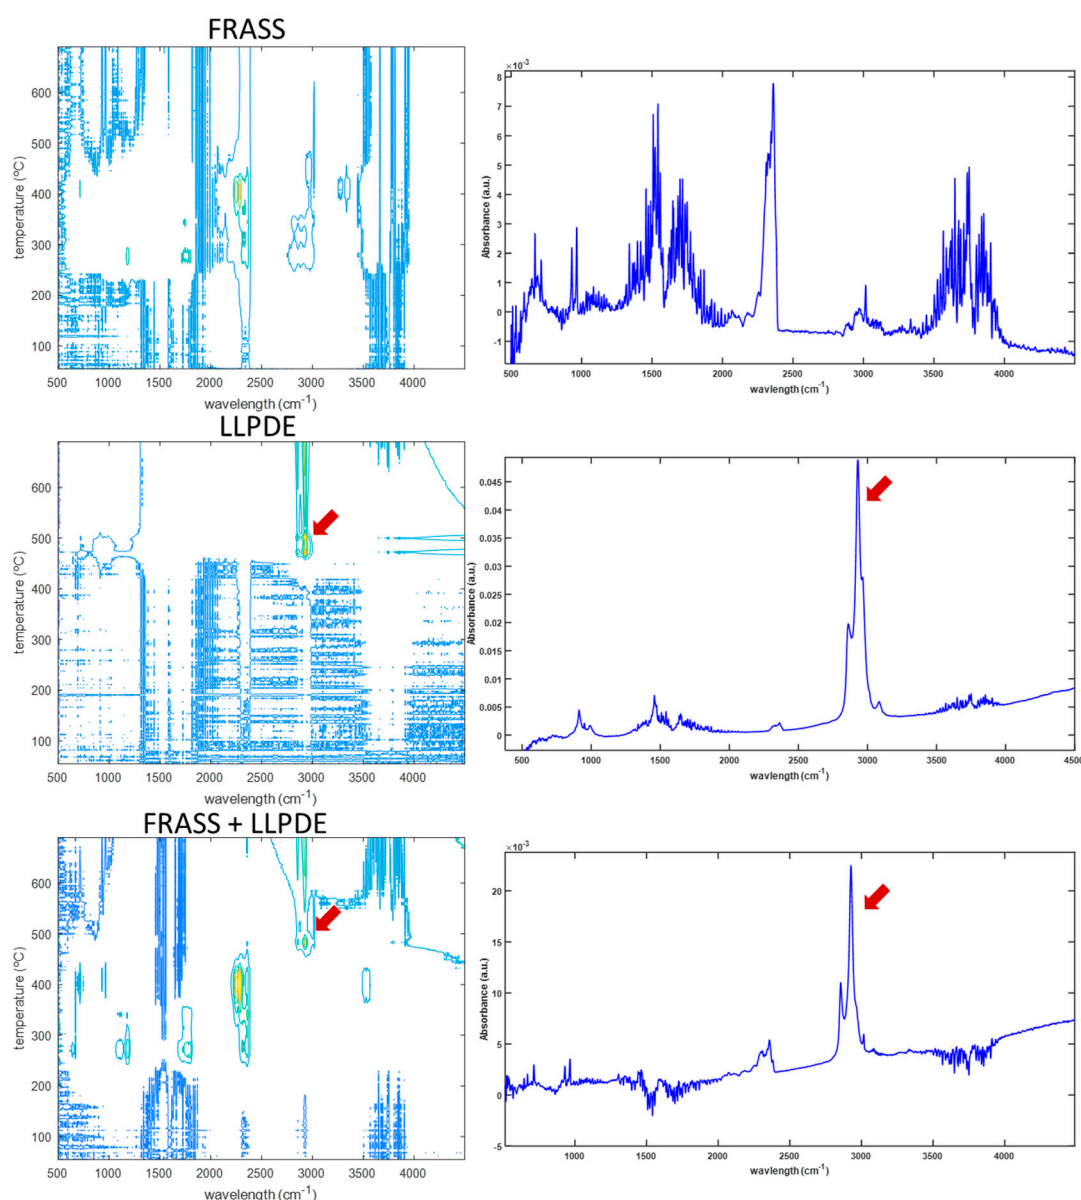 FRASS
600
500
400
300
200
100
temperature (ºC)
500 1000 1500 2000 2500 3000 3500 4000
wavelength (cm-1)
×10-3
8
7
6
5
4
3
2
1
0
-1
Absorbance (a.u.)
500 1000 1500 2000 2500 3000 3500 4000
wavlength (cm-1)
LLPDE
600
500
400
300
200
100
temperature (ºC)
500 1000 1500 2000 2500 3000 3500 4000
wavelength (cm-1)
0.045
0.04
0.035
0.03
0.025
0.02
0.015
0.01
0.005
0
Absorbance (a.u.)
500 1000 1500 2000 2500 3000 3500 4000 4500
wavlength (cm-1)
FRASS + LLPDE
600
500
400
300
200
100
temperature (ºC)
500 1000 1500 2000 2500 3000 3500 4000
wavelength (cm-1)
×10-3
20
15
10
5
0
-5
Absorbance (a.u.)
500 1000 1500 2000 2500 3000 3500 4000
wavlength (cm-1)